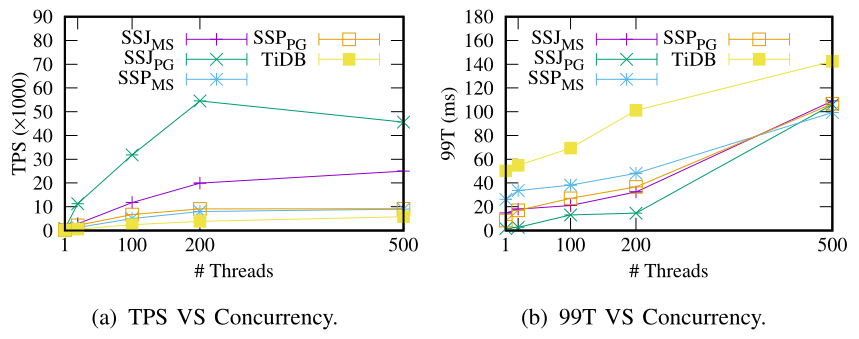 90
80
70
60
50
40
30
20
10
0
TPS (×1000)
SSJMS
SSJPG
SSPMS
SSPPG
TiDB
1 100 200 500
# Threads
(a) TPS VS Concurrency.
180
160
140
120
100
80
60
40
20
0
99T (ms)
SSJMS
SSJPG
SSPMS
SSPPG
TiDB
1 100 200 500
# Threads
(b) 99T VS Concurrency.